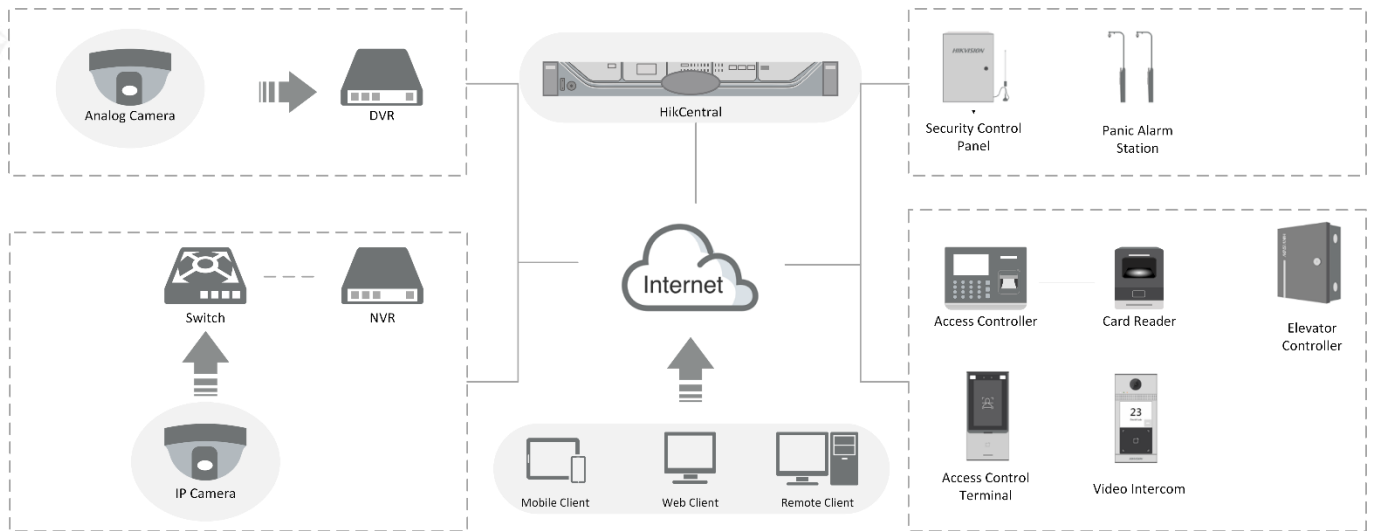 Analog Camera
DVR
HikCentral
HIKVISION
Security Control
Panel
Panic Alarm
Station
Switch
NVR
IP Camera
Internet
Mobile Client
Web Client
Remote Client
Access Controller
Card Reader
Elevator
Controller
Access Control
Terminal
23
Video Intercom